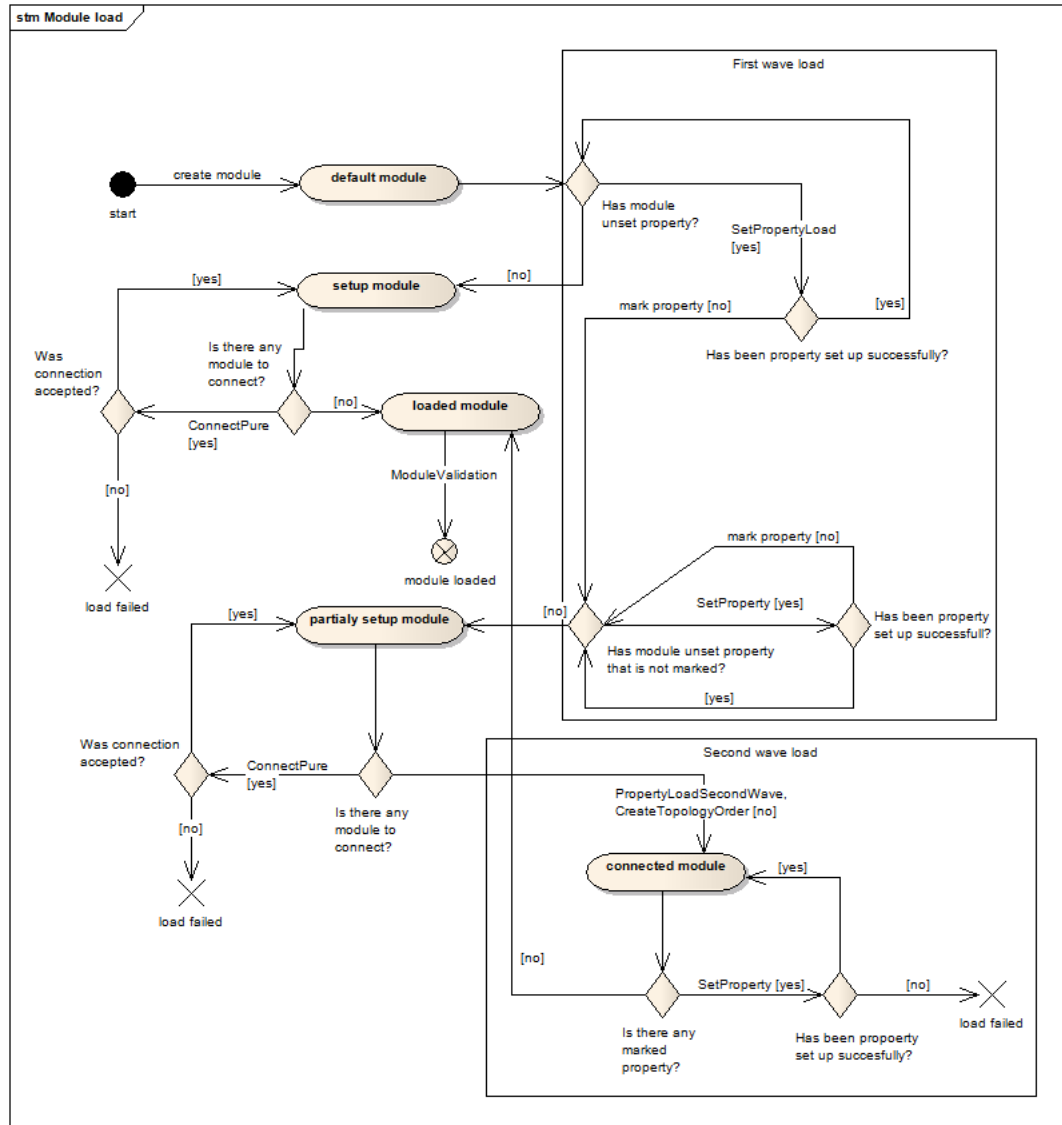 stm Module load
First wave load
create module
default module
start
Has module
unset property?
SetPropertyLoad
[yes]
[no]
[yes]
setup module
mark property [no]
[yes]
Has been property set up successfully?
Was
connection
accepted?
Is there any
module to
connect?
ConnectPure
[yes]
[no]
loaded module
[no]
ModuleValidation
load failed
module loaded
mark property [no]
[yes]
partialy setup module
[no]
SetProperty [yes]
Has been property
set up successfull?
Has module unset property
that is not marked?
[yes]
Was connection
accepted?
ConnectPure
[yes]
Is there any
module to
connect?
[no]
load failed
Second wave load
PropertyLoadSecondWave,
CreateTopologyOrder [no]
connected module
[yes]
[no]
SetProperty [yes]
[no]
Is there any
marked
property?
Has been propoerty
set up succesfully?
load failed